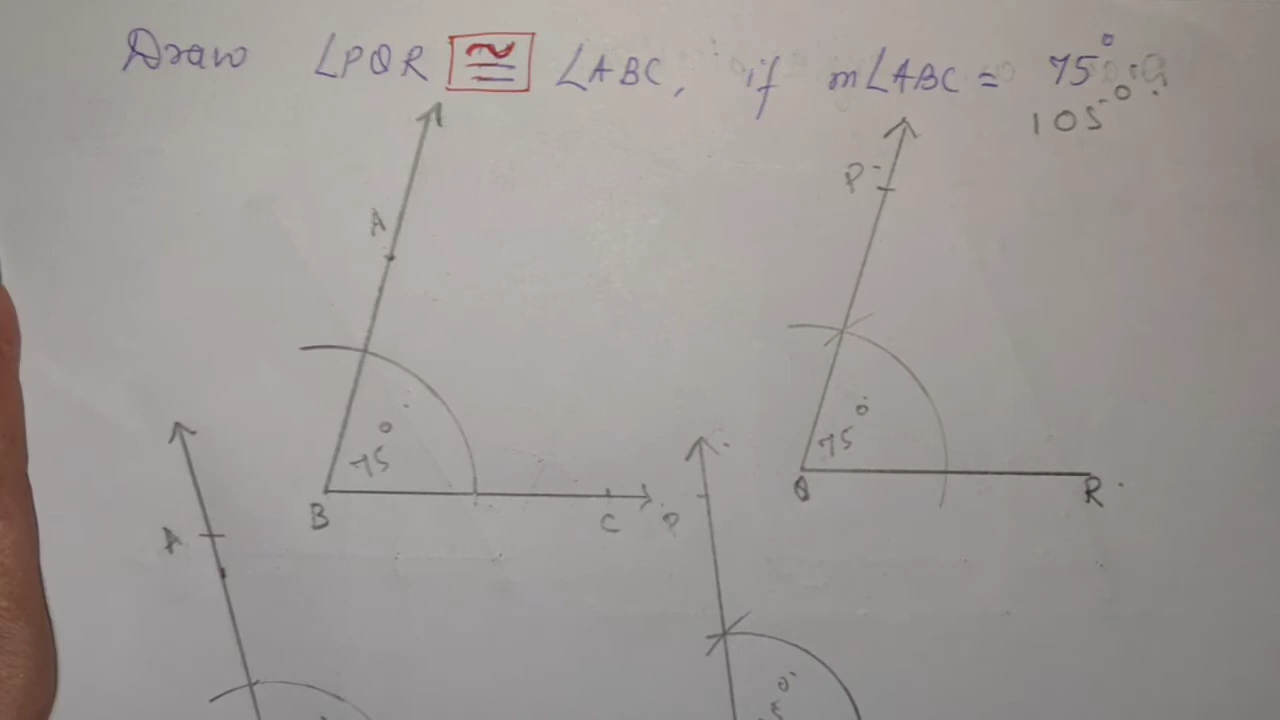 Draw ∠PQR ≅ ∠ABC, if m∠ABC = 75°
105°
P
A
75°
75°
B
C
Q
R
A
P